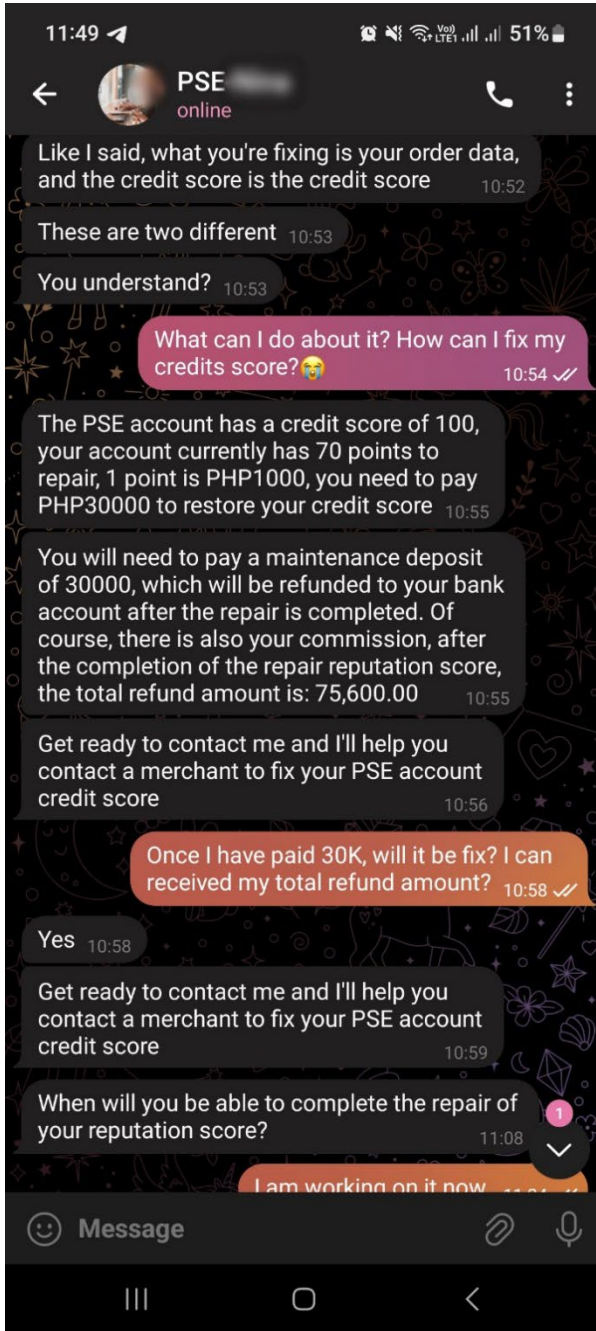 11:49
Vo)) LTE1 51%
PSE
online
Like I said, what you're fixing is your order data,
and the credit score is the credit score 10:52
These are two different 10:53
You understand? 10:53
What can I do about it? How can I fix my
credits score?😭 10:54
The PSE account has a credit score of 100,
your account currently has 70 points to
repair, 1 point is PHP1000, you need to pay
PHP30000 to restore your credit score 10:55
You will need to pay a maintenance deposit
of 30000, which will be refunded to your bank
account after the repair is completed. Of
course, there is also your commission, after
the completion of the repair reputation score,
the total refund amount is: 75,600.00 10:55
Get ready to contact me and I'll help you
contact a merchant to fix your PSE account
credit score 10:56
Once I have paid 30K, will it be fix? I can
received my total refund amount? 10:58
Yes 10:58
Get ready to contact me and I'll help you
contact a merchant to fix your PSE account
credit score 10:59
When will you be able to complete the repair of
your reputation score? 11:08
1
I am working on it now
Message